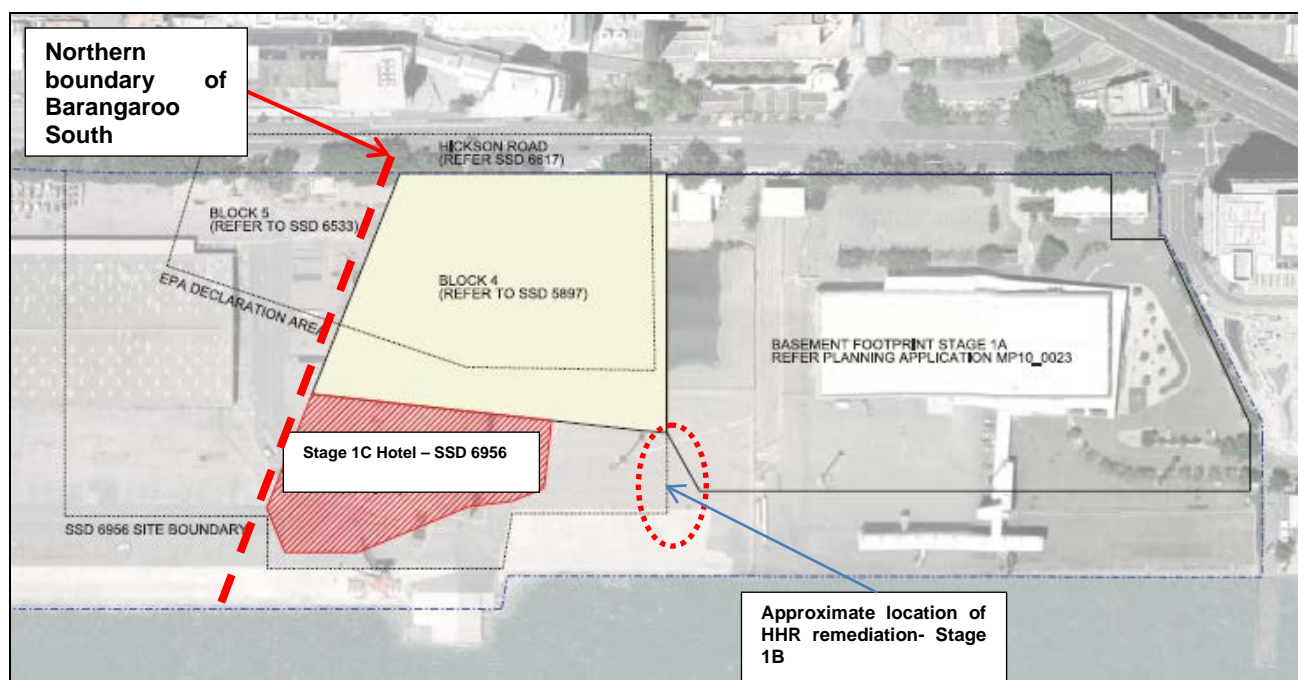 Northern
boundary of
Barangaroo
South
HICKSON ROAD
(REFER SSD 6617)
BLOCK 5
(REFER TO SSD 6533)
EPA DECLARATION AREA
BLOCK 4
(REFER TO SSD 5897)
BASEMENT FOOTPRINT STAGE 1A
REFER PLANNING APPLICATION MP10_0023
Stage 1C Hotel – SSD 6956
SSD 6956 SITE BOUNDARY
Approximate location of
HHR remediation- Stage
1B